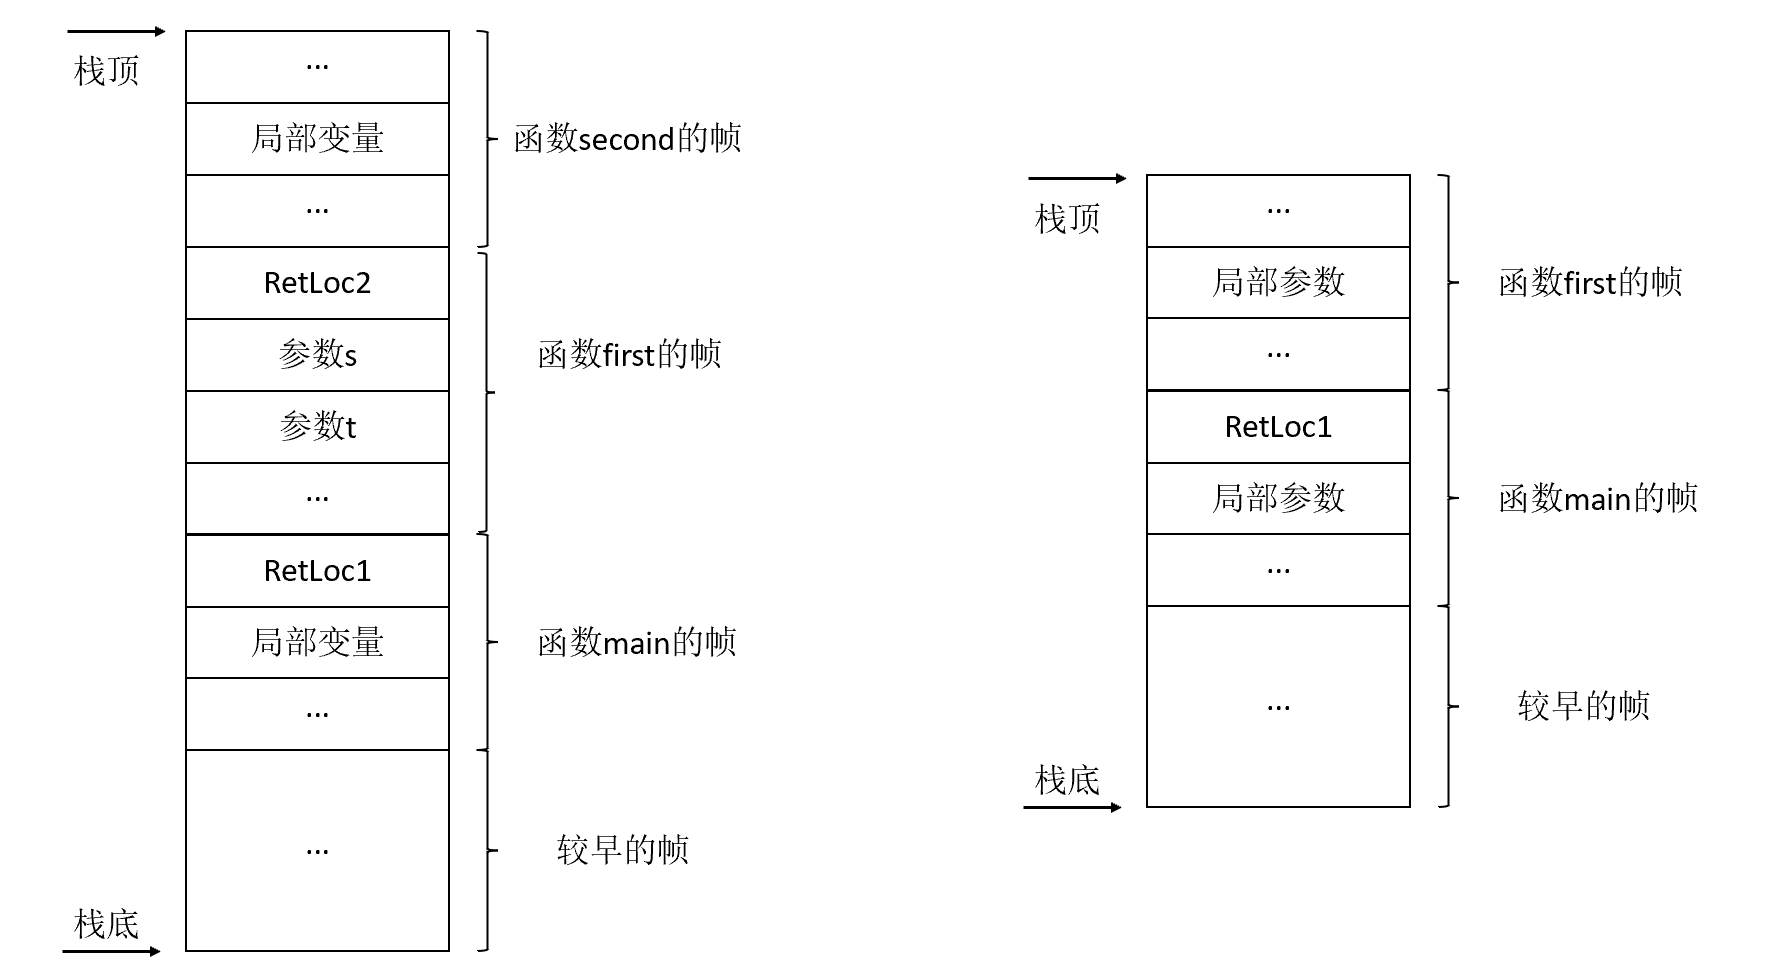 栈顶
…
局部变量
…
函数second的帧
RetLoc2
参数s
参数t
…
函数first的帧
RetLoc1
局部变量
…
函数main的帧
…
较早的帧
栈底
栈顶
…
局部参数
…
函数first的帧
RetLoc1
局部参数
…
函数main的帧
…
较早的帧
栈底